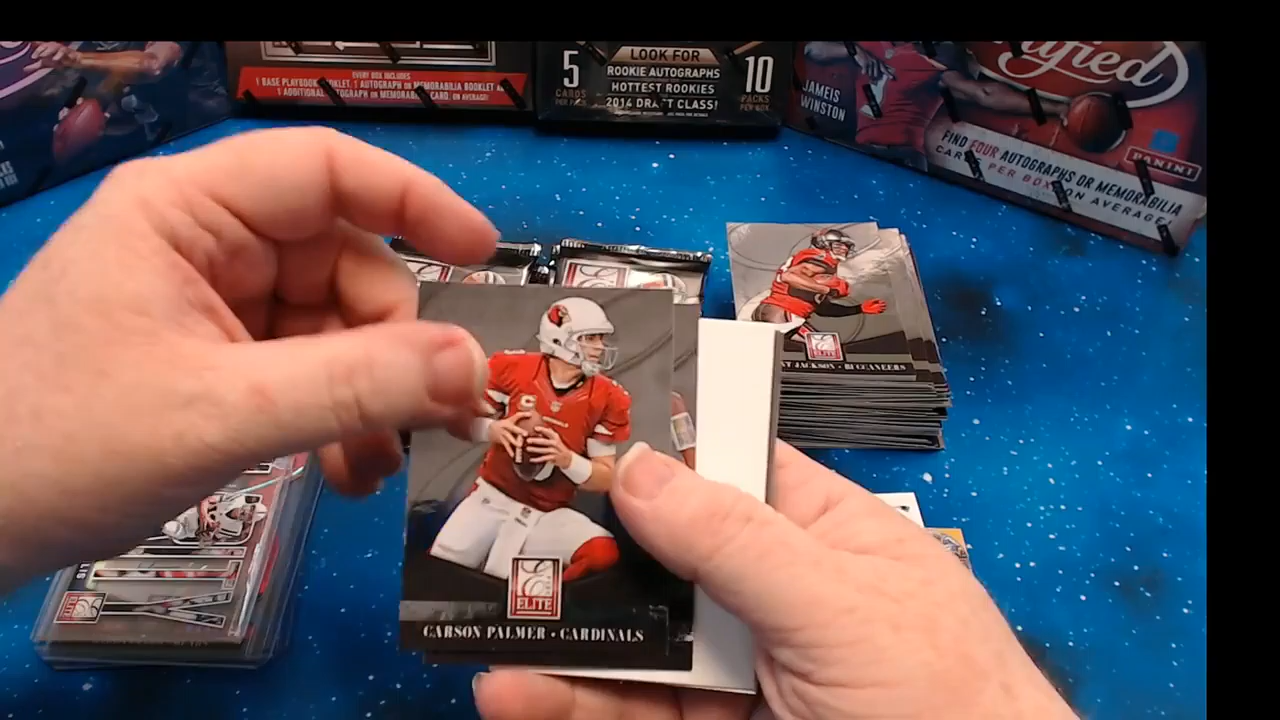 EVERY BOX INCLUDES
1 BASE PLAYBOOK BOOKLET, 1 AUTOGRAPH OR MEMORABILIA BOOKLET &
1 ADDITIONAL AUTOGRAPH OR MEMORABILIA CARD, ON AVERAGE!
5
CARDS
PER PACK
LOOK FOR
ROOKIE AUTOGRAPHS
HOTTEST ROOKIES
2014 DRAFT CLASS!
10
PACKS
PER BOX
JAMEIS
WINSTON
FIND FOUR AUTOGRAPHS OR MEMORABILIA
CARDS PER BOX, ON AVERAGE!
PANINI
ELITE
JACKSON • BUCCANEERS
ELITE
CARSON PALMER • CARDINALS
ELITE